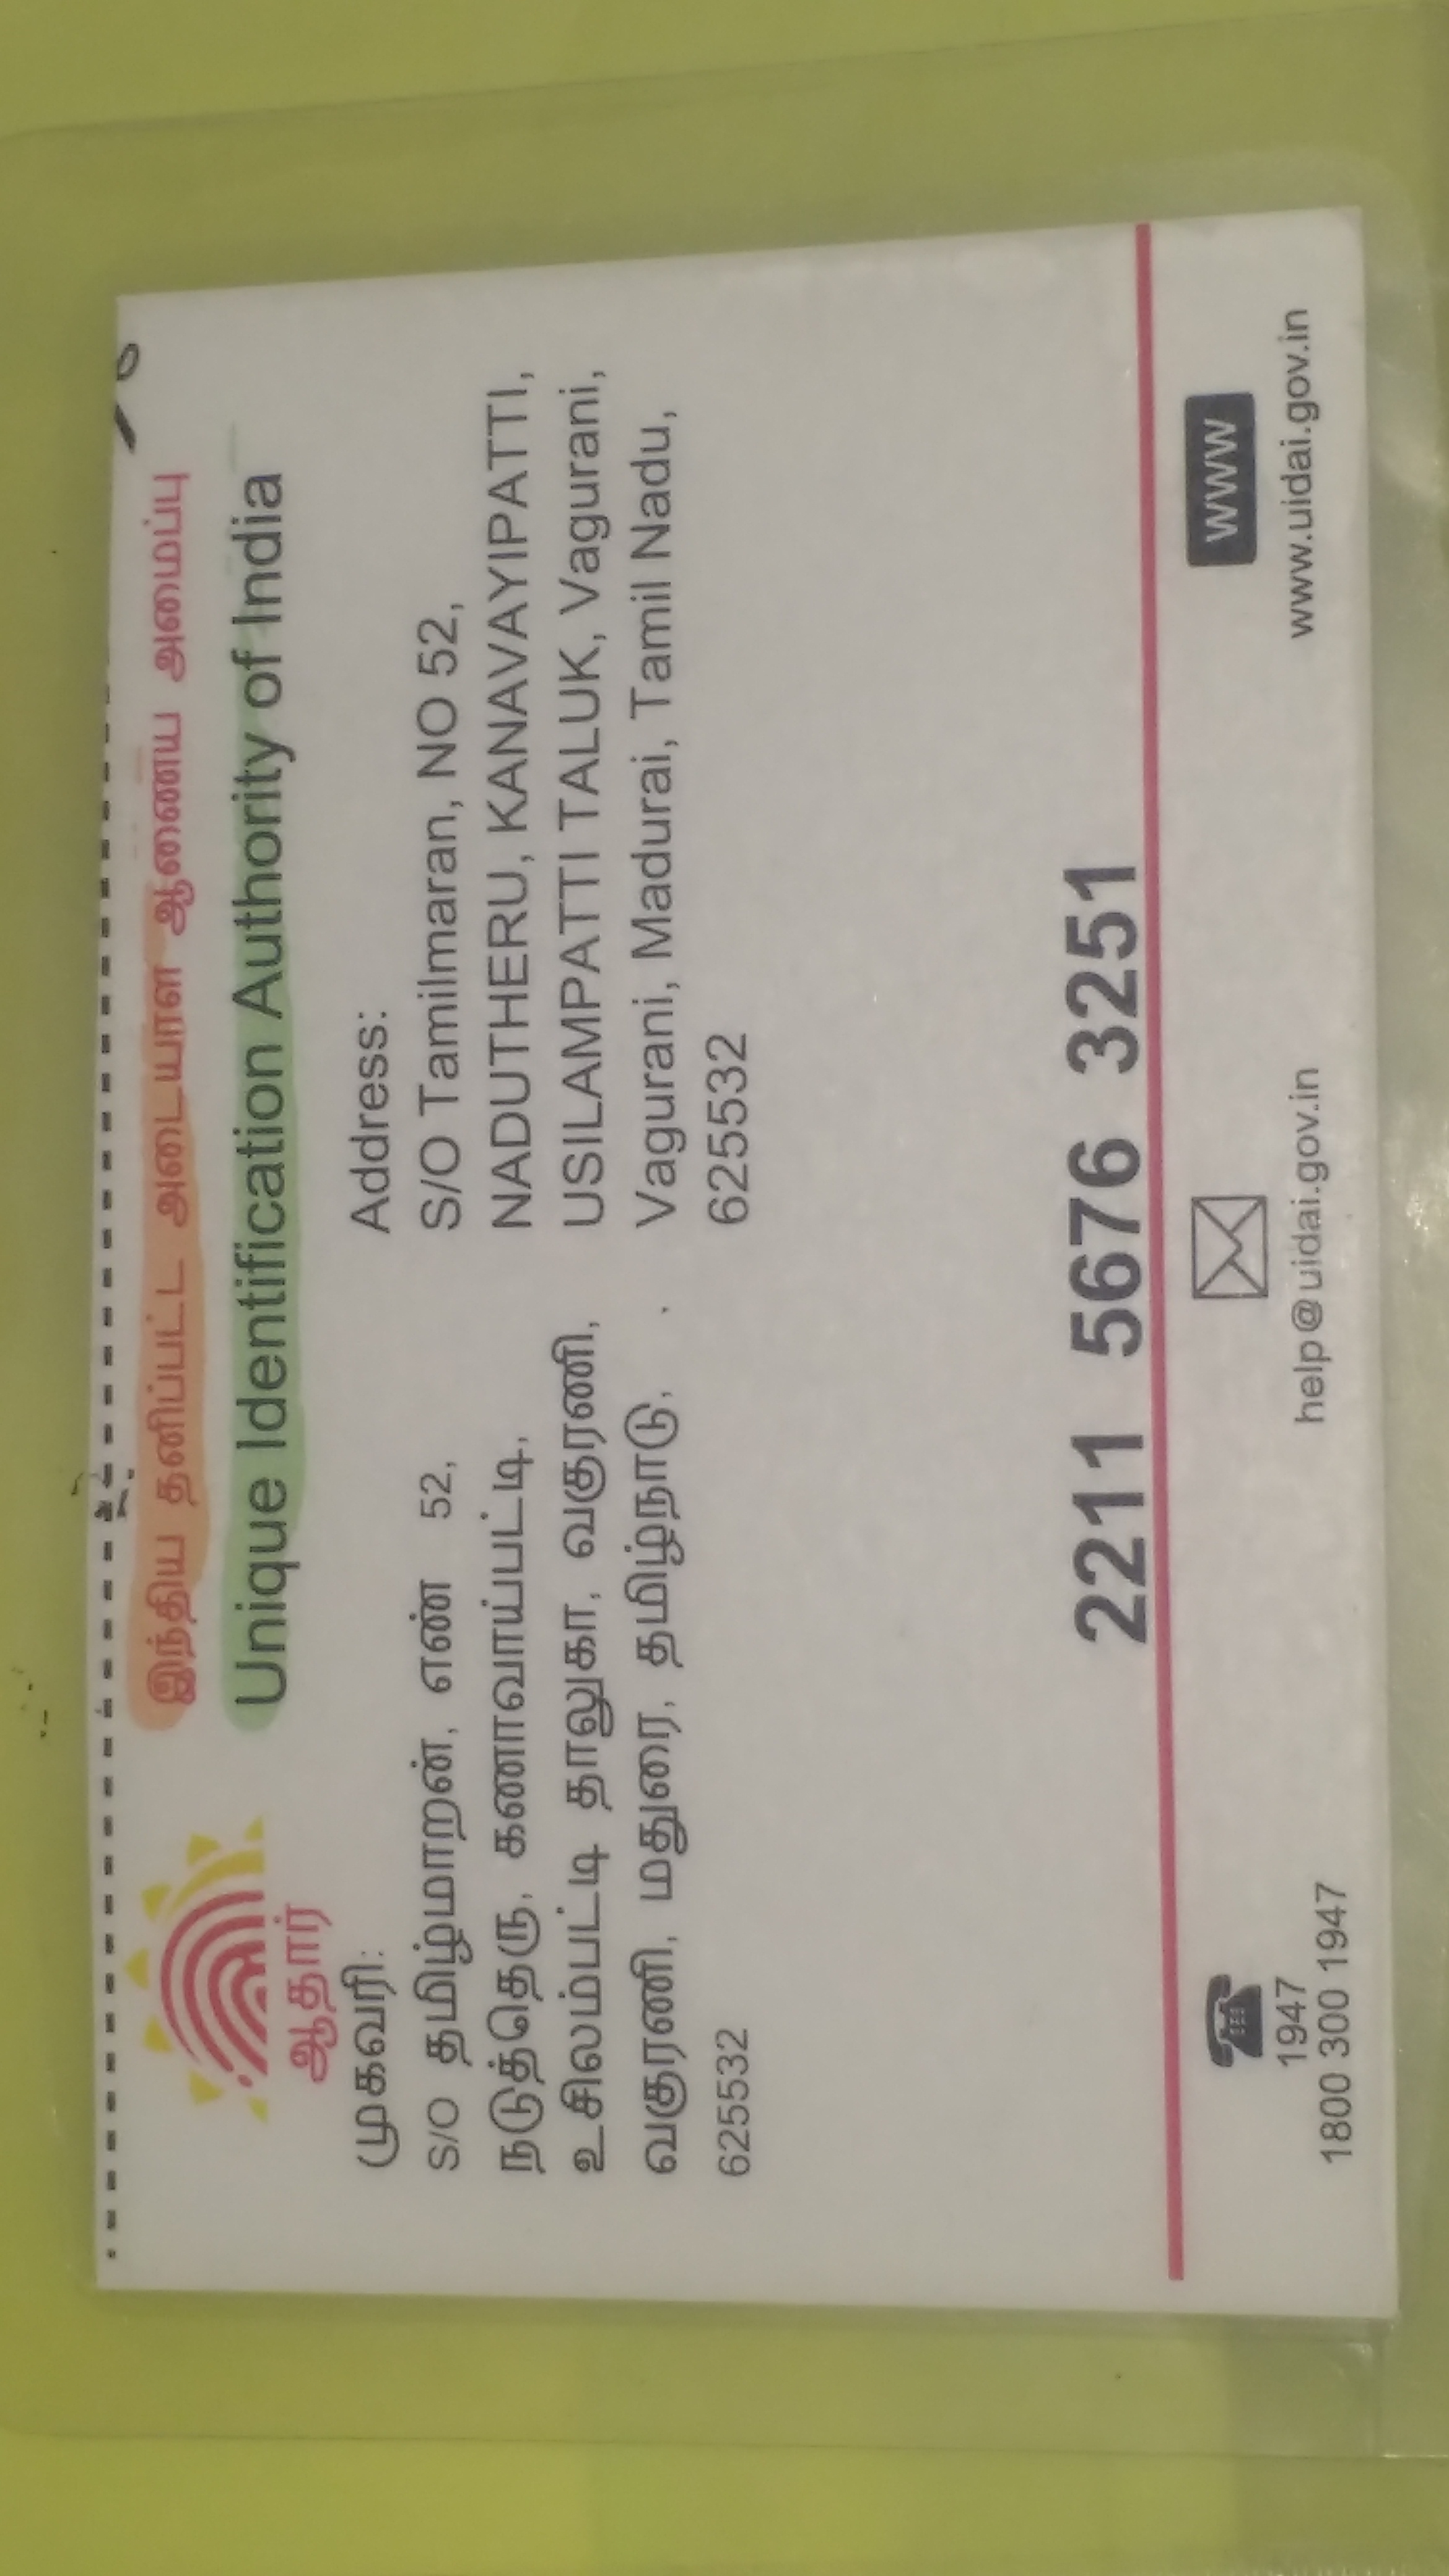 இந்திய தனிப்பட்ட அடையாள ஆணைய அமைப்பு
Unique Identification Authority of India
ஆதார்
முகவரி:
S/O தமிழ்மாறன், எண் 52,
நடுத்தெரு, கணாவாய்பட்டி,
உசிலம்பட்டி தாலுகா, வகுரணி,
வகுரணி, மதுரை, தமிழ்நாடு,
625532
Address:
S/O Tamilmaran, NO 52,
NADUTHERU, KANAVAYIPATTI,
USILAMPATTI TALUK, Vagurani,
Vagurani, Madurai, Tamil Nadu,
625532
2211 5676 3251
1947
1800 300 1947
help@uidai.gov.in
WWW
www.uidai.gov.in